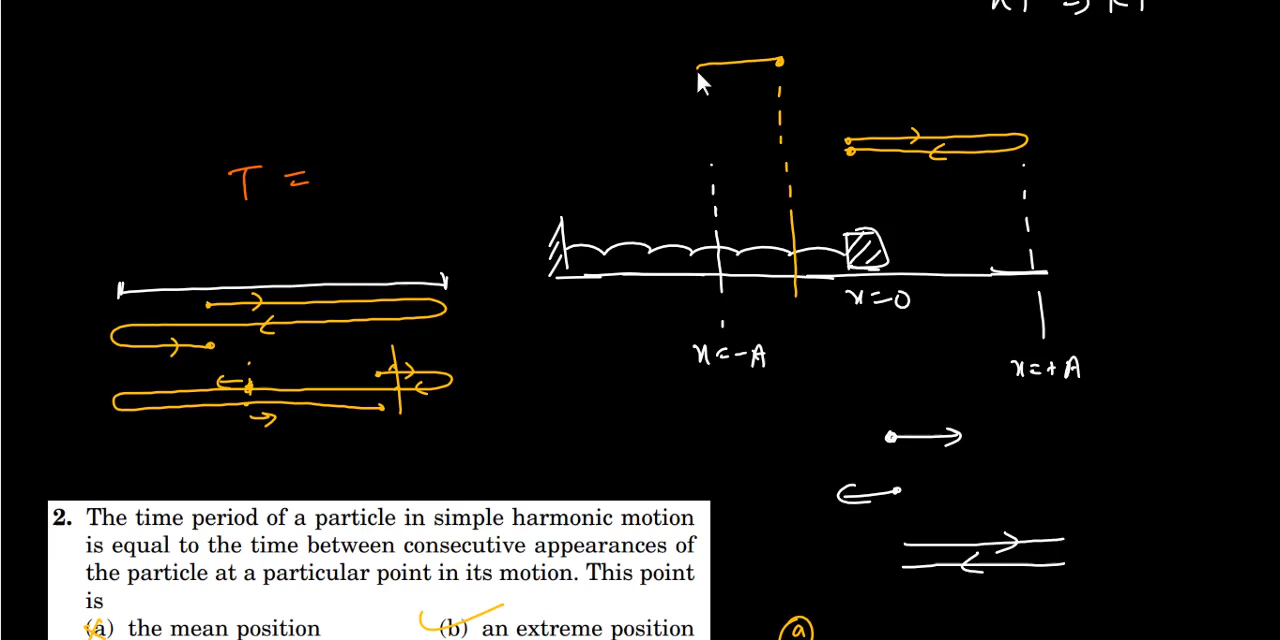 T =
x=0
x=-A
x=+A
2. The time period of a particle in simple harmonic motion
is equal to the time between consecutive appearances of
the particle at a particular point in its motion. This point
is
(a) the mean position (b) an extreme position
a